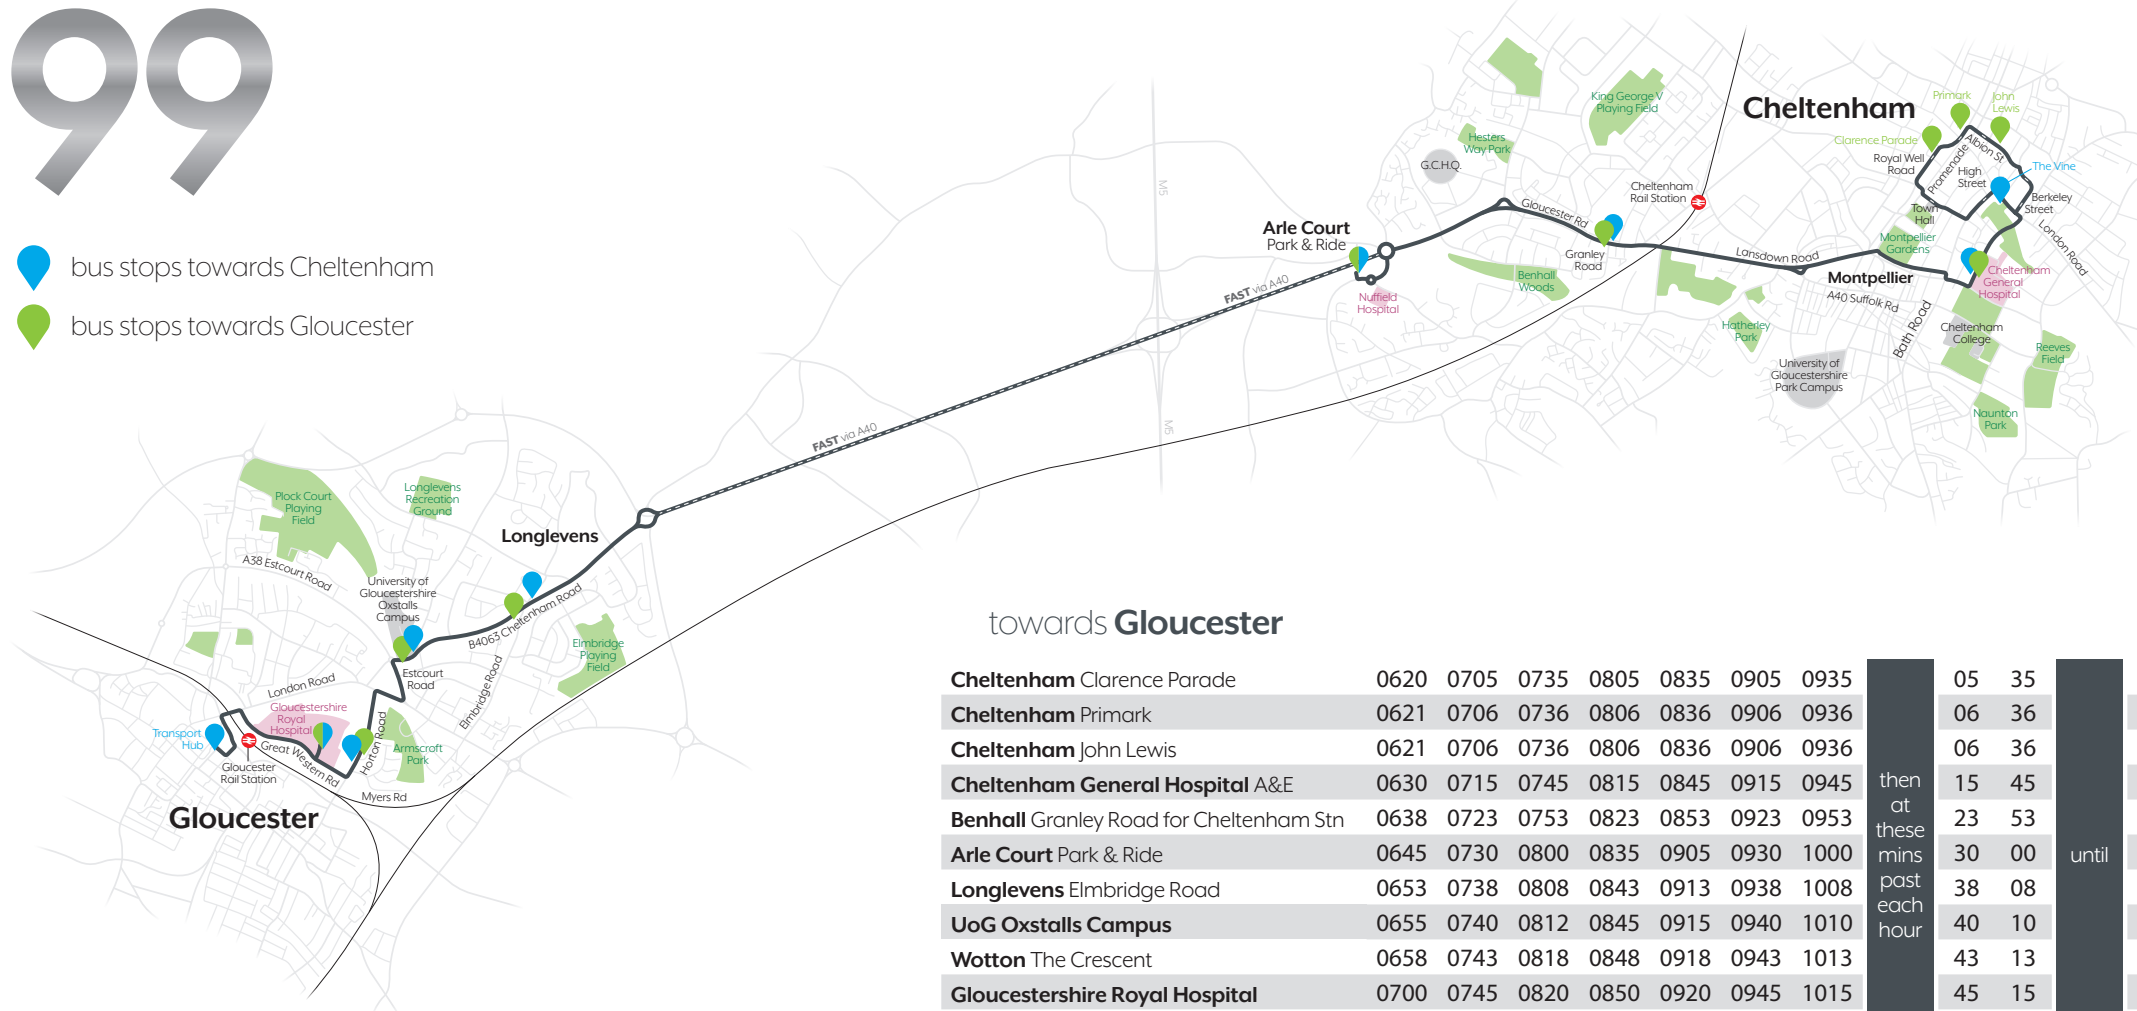 99
bus stops towards Cheltenham
bus stops towards Gloucester
Cheltenham
Primark
John
Lewis
Clarence Parade
Royal Well
Road
Promenade
Albion St
High
Street
The Vine
Berkeley
Street
London Road
Town
Hall
Montpellier
Gardens
Cheltenham
General
Hospital
Montpellier
Lansdown Road
A40 Suffolk Rd
Bath Road
Cheltenham
College
Reeves
Field
Naunton
Park
University of
Gloucestershire
Park Campus
Hatherley
Park
King George V
Playing Field
Hesters
Way Park
G.C.H.Q.
Cheltenham
Rail Station
Gloucester Rd
Granley
Road
Benhall
Woods
Arle Court
Park & Ride
Nuffield
Hospital
M5
M5
FAST via A40
FAST via A40
Longlevens
Longlevens
Recreation
Ground
Plock Court
Playing
Field
A38 Estcourt Road
University of
Gloucestershire
Oxstalls
Campus
B4063 Cheltenham Road
Elmbridge
Playing
Field
Elmbridge Road
Estcourt
Road
London Road
Gloucestershire
Royal
Hospital
Transport
Hub
Gloucester
Rail Station
Great Western Rd
Horton Road
Armscroft
Park
Myers Rd
Gloucester
towards Gloucester
Cheltenham Clarence Parade 0620 0705 0735 0805 0835 0905 0935 05 35
Cheltenham Primark 0621 0706 0736 0806 0836 0906 0936 06 36
Cheltenham John Lewis 0621 0706 0736 0806 0836 0906 0936 06 36
Cheltenham General Hospital A&E 0630 0715 0745 0815 0845 0915 0945 15 45
Benhall Granley Road for Cheltenham Stn 0638 0723 0753 0823 0853 0923 0953 23 53
Arle Court Park & Ride 0645 0730 0800 0835 0905 0930 1000 30 00
Longlevens Elmbridge Road 0653 0738 0808 0843 0913 0938 1008 38 08
UoG Oxstalls Campus 0655 0740 0812 0845 0915 0940 1010 40 10
Wotton The Crescent 0658 0743 0818 0848 0918 0943 1013 43 13
Gloucestershire Royal Hospital 0700 0745 0820 0850 0920 0945 1015 45 15
then
at
these
mins
past
each
hour
until